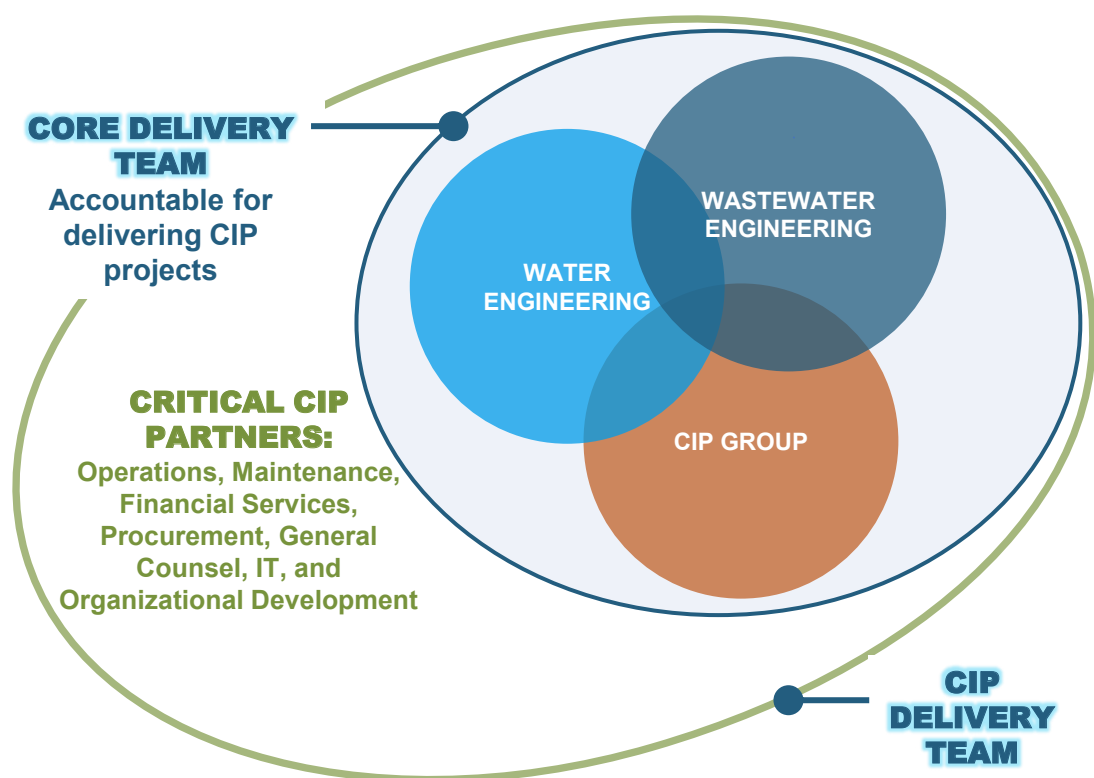 CORE DELIVERY
TEAM
Accountable for
delivering CIP
projects
WASTEWATER
ENGINEERING
WATER
ENGINEERING
CIP GROUP
CRITICAL CIP
PARTNERS:
Operations, Maintenance,
Financial Services,
Procurement, General
Counsel, IT, and
Organizational Development
CIP
DELIVERY
TEAM